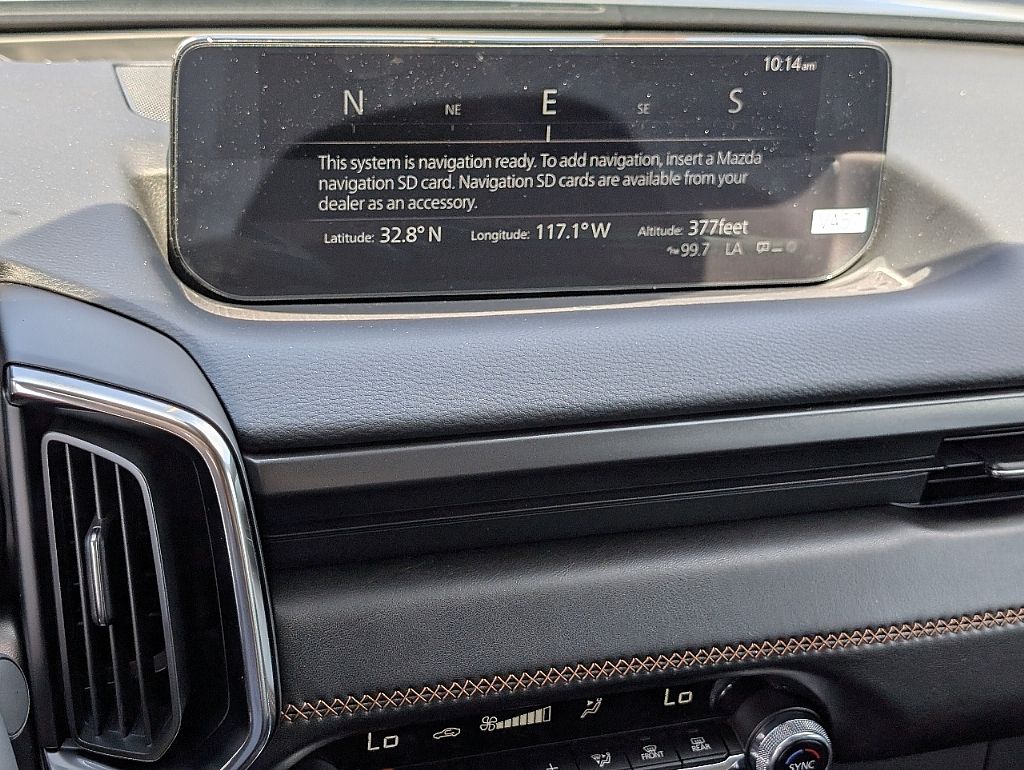 10:14am
N NE E SE S
This system is navigation ready. To add navigation, insert a Mazda
navigation SD card. Navigation SD cards are available from your
dealer as an accessory.
Latitude: 32.8° N Longitude: 117.1° W Altitude: 377feet
99.7 LA
Lo Lo
FRONT REAR
SYNC